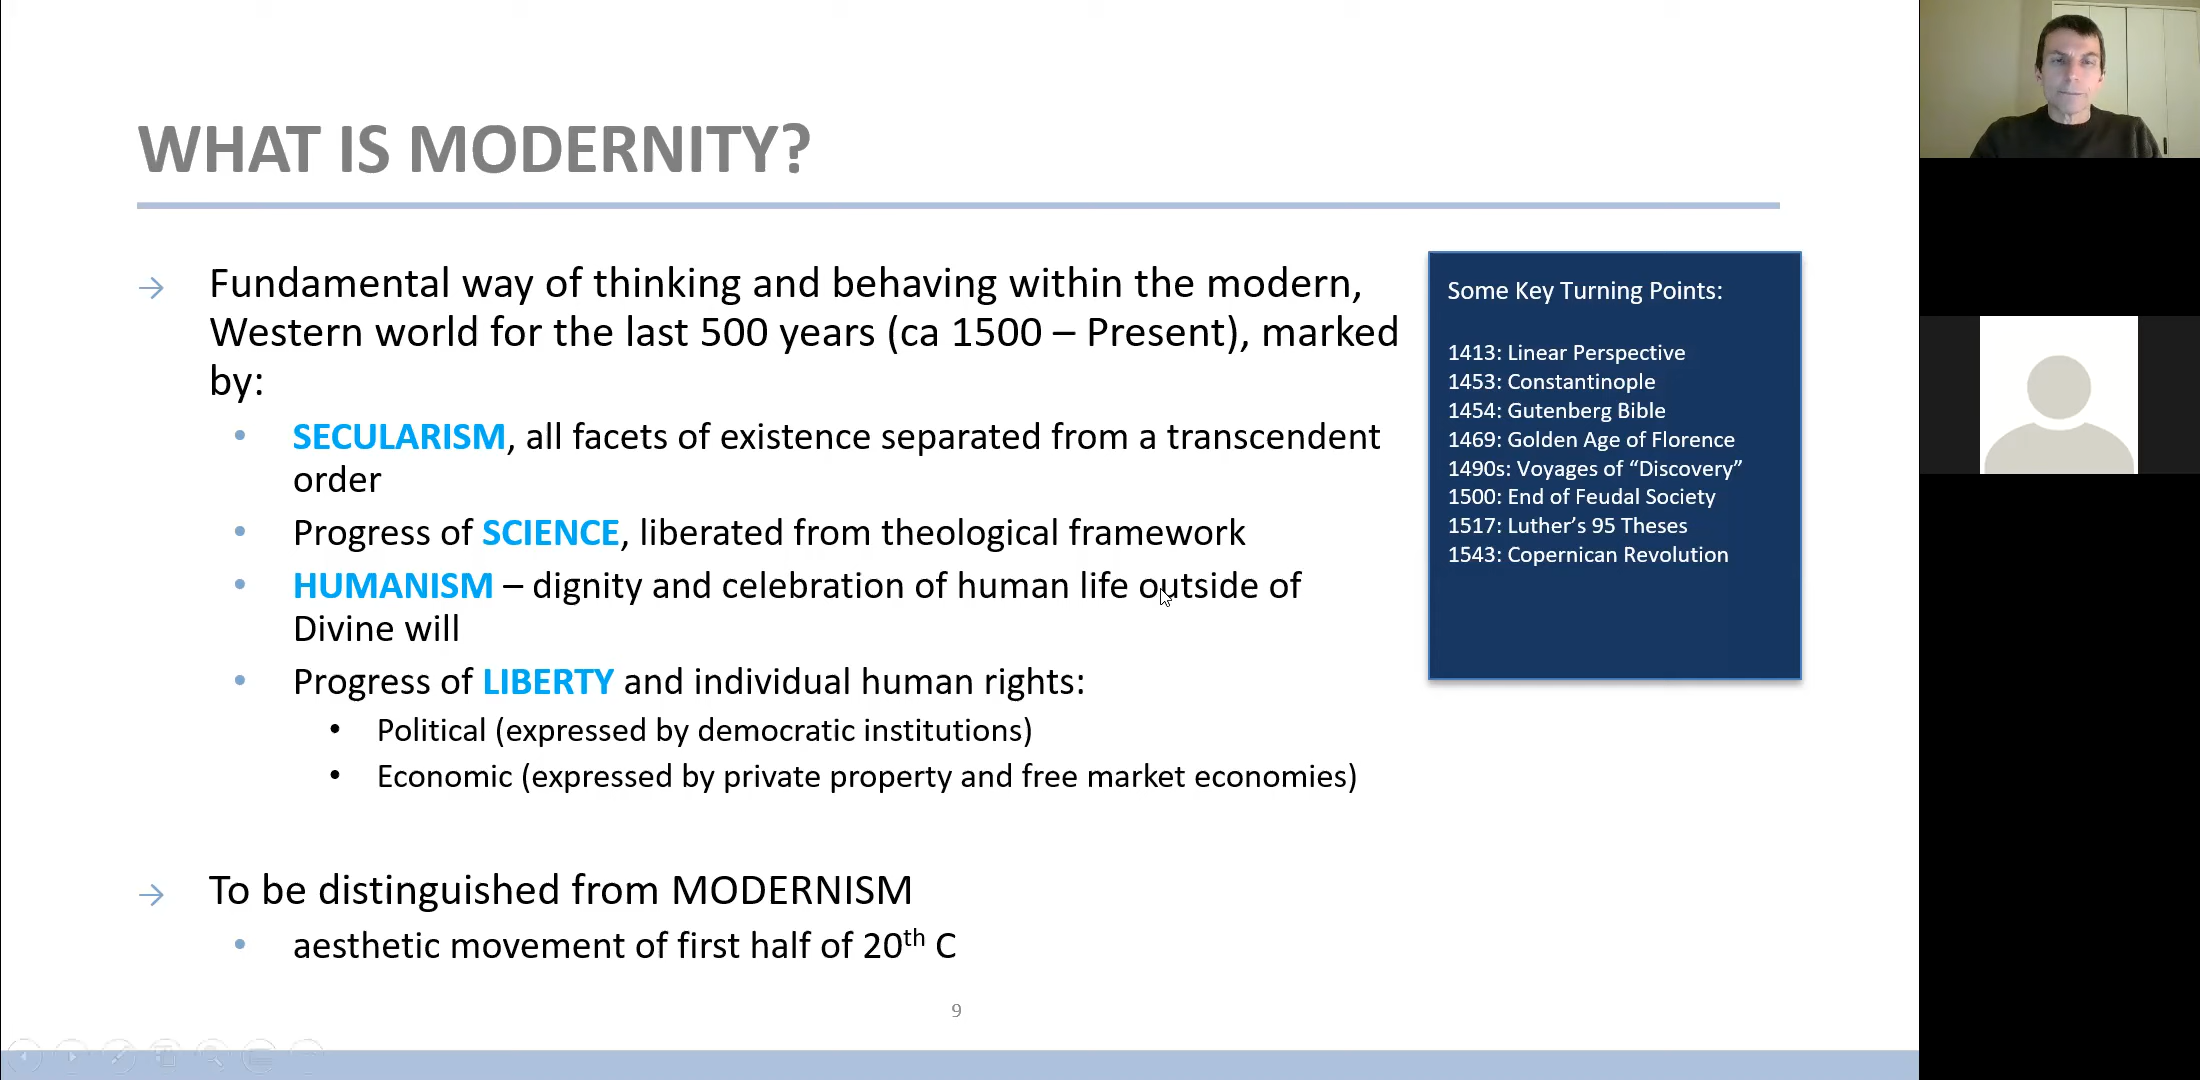 WHAT IS MODERNITY?
→ Fundamental way of thinking and behaving within the modern,
Western world for the last 500 years (ca 1500 – Present), marked
by:
• SECULARISM, all facets of existence separated from a transcendent
order
• Progress of SCIENCE, liberated from theological framework
• HUMANISM – dignity and celebration of human life outside of
Divine will
• Progress of LIBERTY and individual human rights:
• Political (expressed by democratic institutions)
• Economic (expressed by private property and free market economies)
→ To be distinguished from MODERNISM
• aesthetic movement of first half of 20th C
Some Key Turning Points:
1413: Linear Perspective
1453: Constantinople
1454: Gutenberg Bible
1469: Golden Age of Florence
1490s: Voyages of “Discovery”
1500: End of Feudal Society
1517: Luther’s 95 Theses
1543: Copernican Revolution
9